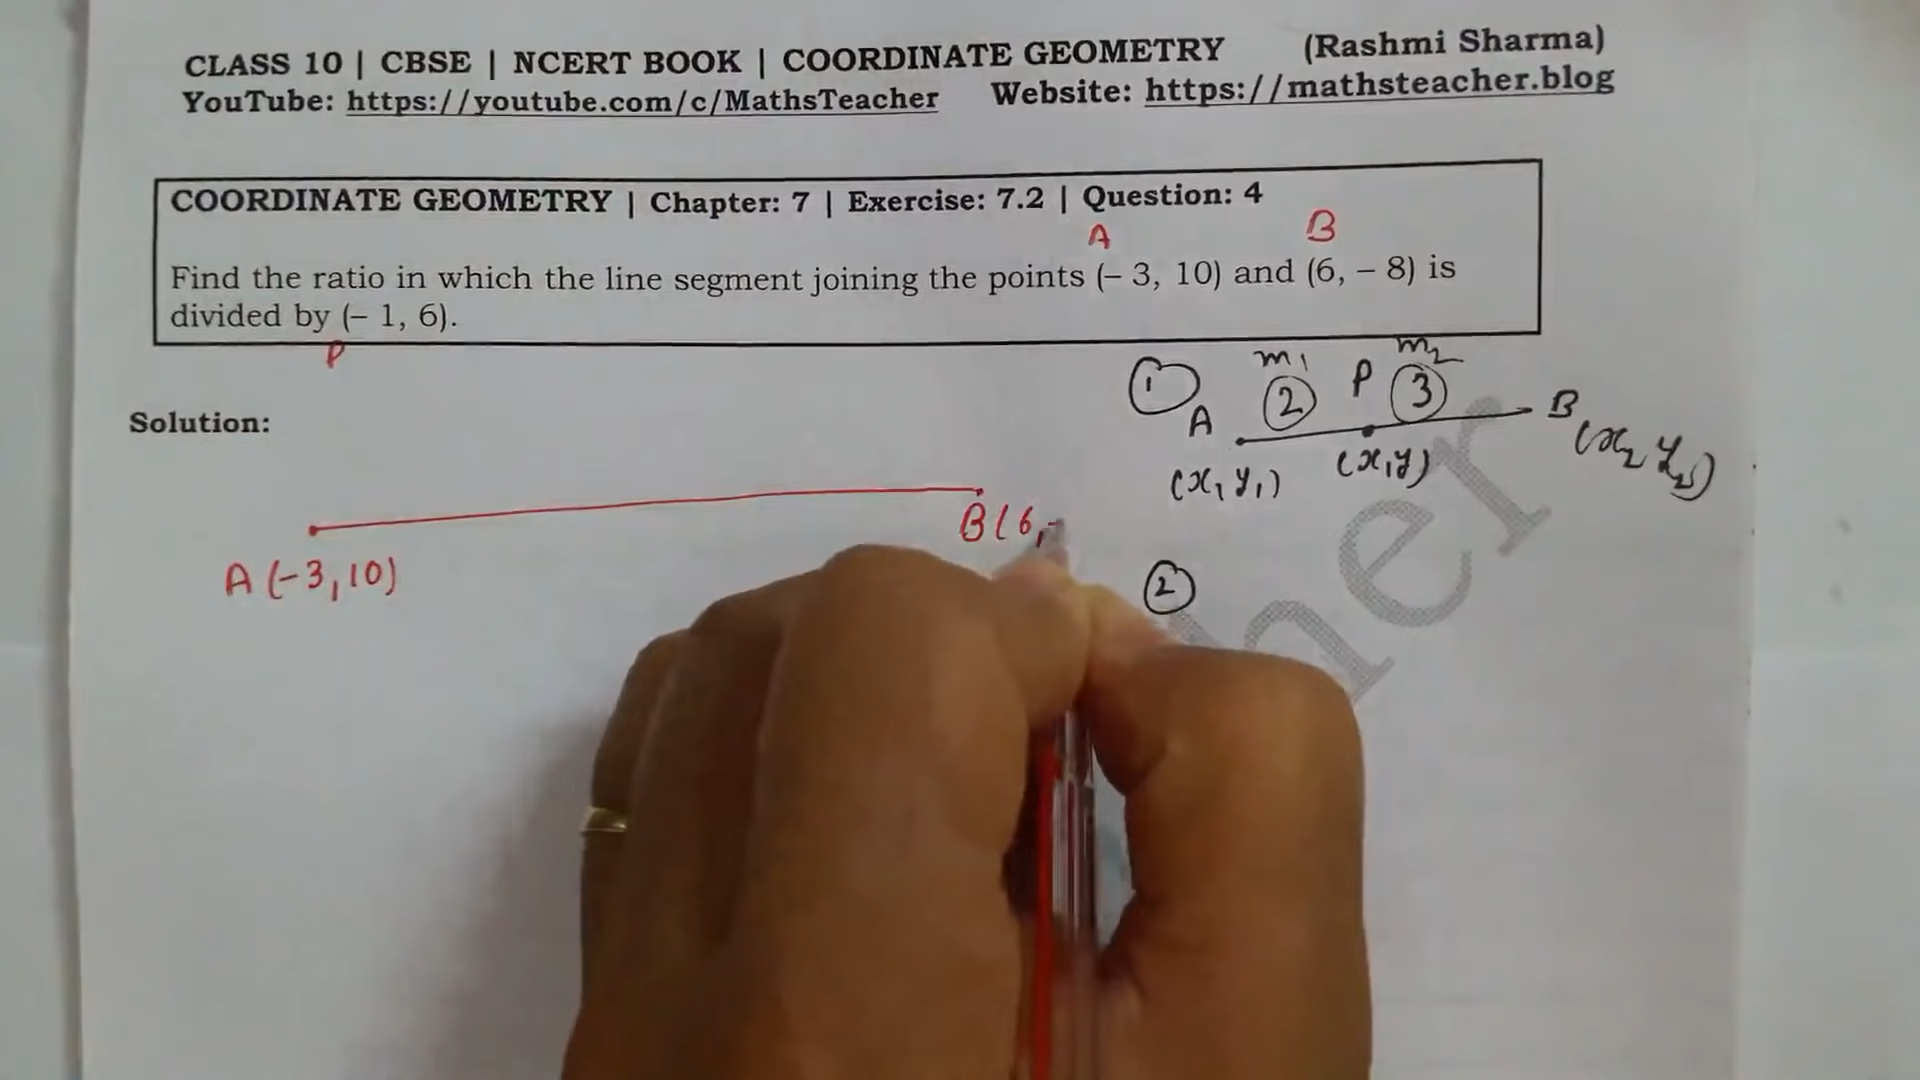 CLASS 10 | CBSE | NCERT BOOK | COORDINATE GEOMETRY (Rashmi Sharma)
YouTube: https://youtube.com/c/MathsTeacher Website: https://mathsteacher.blog
COORDINATE GEOMETRY | Chapter: 7 | Exercise: 7.2 | Question: 4
A B
Find the ratio in which the line segment joining the points (– 3, 10) and (6, – 8) is
divided by (– 1, 6).
P
m1 m2
1 A 2 P 3 B
(x1 y1) (x, y) (x2 y2)
Solution:
B(6, -
A (-3, 10)
2
her